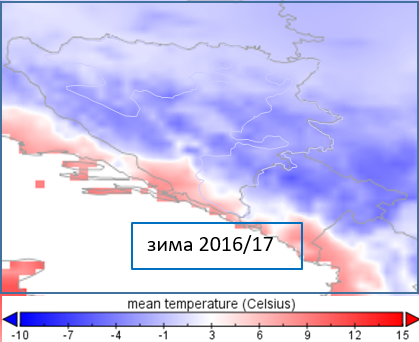 зима 2016/17
mean temperature (Celsius)
-10 -7 -4 -1 3 6 9 12 15